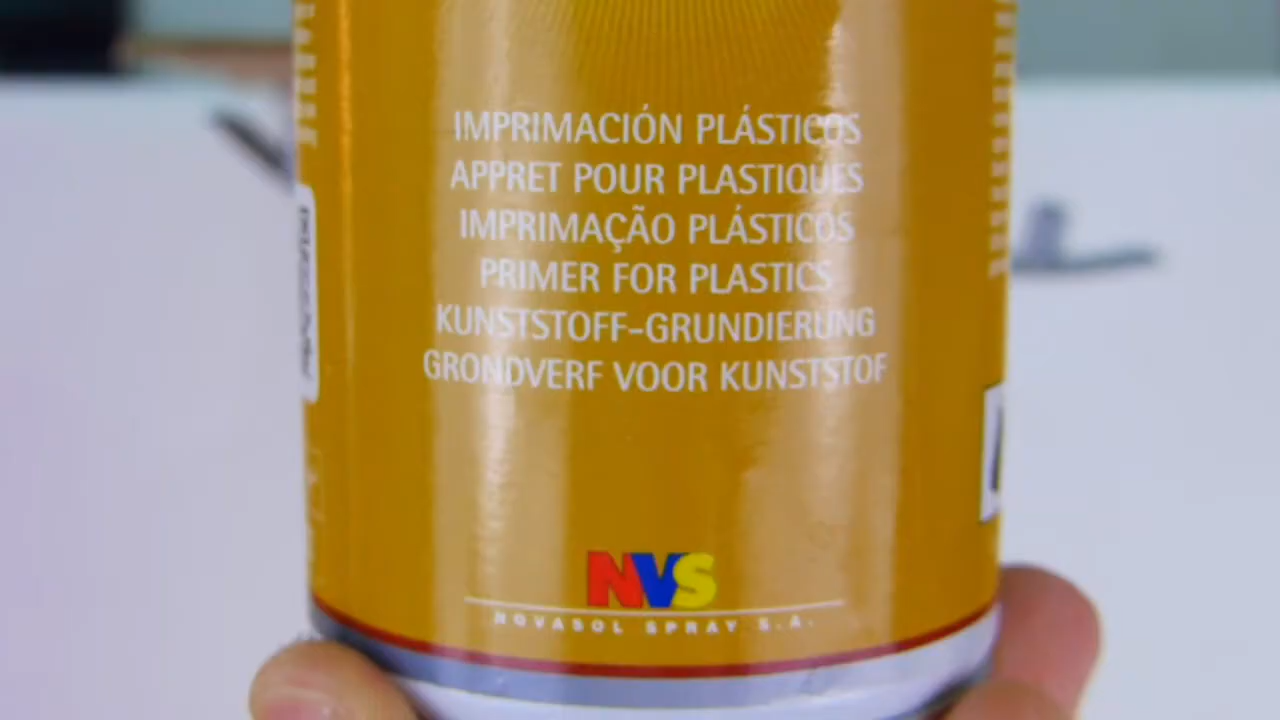 IMPRIMACIÓN PLÁSTICOS
APPRET POUR PLASTIQUES
IMPRIMAÇÃO PLÁSTICOS
PRIMER FOR PLASTICS
KUNSTSTOFF-GRUNDIERUNG
GRONDVERF VOOR KUNSTSTOF
NVS
NOVASOL SPRAY S.A.